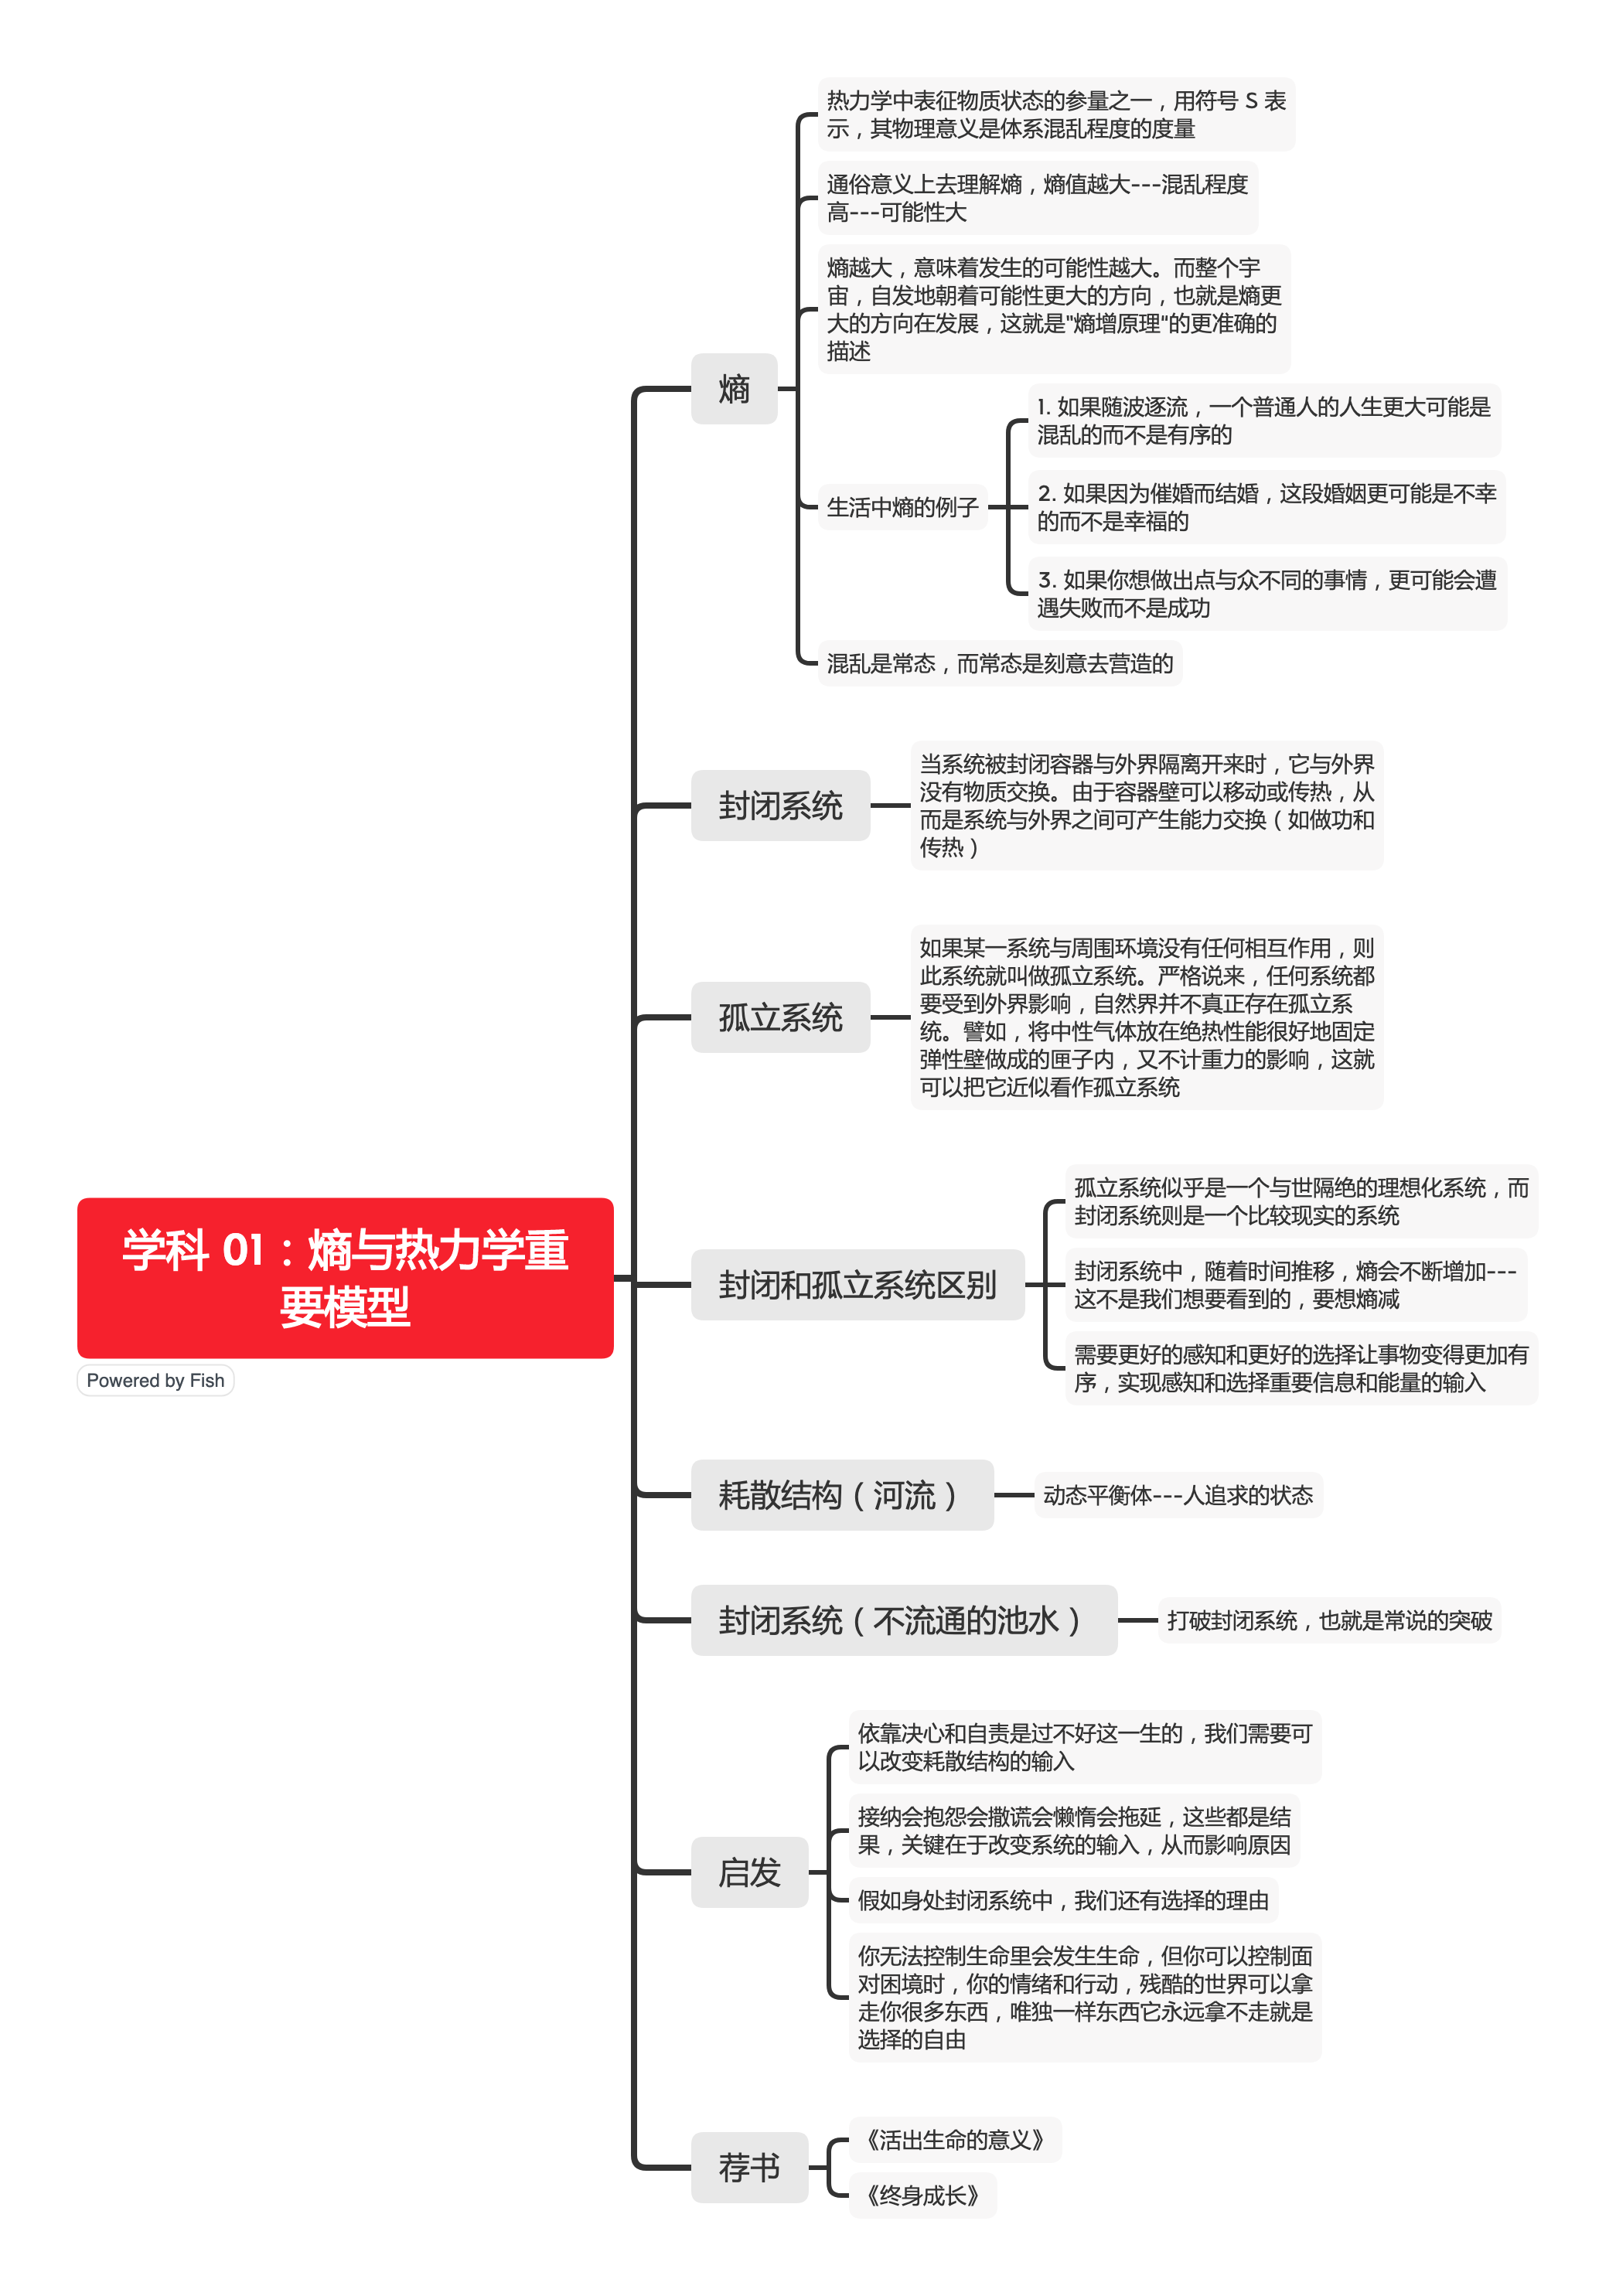 热力学中表征物质状态的参量之一，用符号 S 表
示，其物理意义是体系混乱程度的度量
通俗意义上去理解熵，熵值越大---混乱程度
高---可能性大
熵越大，意味着发生的可能性越大。而整个宇
宙，自发地朝着可能性更大的方向，也就是熵更
大的方向在发展，这就是"熵增原理"的更准确的
描述
熵
1. 如果随波逐流，一个普通人的人生更大可能是
混乱的而不是有序的
生活中熵的例子
2. 如果因为催婚而结婚，这段婚姻更可能是不幸
的而不是幸福的
3. 如果你想做出点与众不同的事情，更可能会遭
遇失败而不是成功
混乱是常态，而常态是刻意去营造的
封闭系统
当系统被封闭容器与外界隔离开来时，它与外界
没有物质交换。由于容器壁可以移动或传热，从
而是系统与外界之间可产生能力交换（如做功和
传热）
孤立系统
如果某一系统与周围环境没有任何相互作用，则
此系统就叫做孤立系统。严格说来，任何系统都
要受到外界影响，自然界并不真正存在孤立系
统。譬如，将中性气体放在绝热性能很好地固定
弹性壁做成的匣子内，又不计重力的影响，这就
可以把它近似看作孤立系统
学科 01：熵与热力学重
要模型
Powered by Fish
封闭和孤立系统区别
孤立系统似乎是一个与世隔绝的理想化系统，而
封闭系统则是一个比较现实的系统
封闭系统中，随着时间推移，熵会不断增加---
这不是我们想要看到的，要想熵减
需要更好的感知和更好的选择让事物变得更加有
序，实现感知和选择重要信息和能量的输入
耗散结构（河流）
动态平衡体---人追求的状态
封闭系统（不流通的池水）
打破封闭系统，也就是常说的突破
启发
依靠决心和自责是过不好这一生的，我们需要可
以改变耗散结构的输入
接纳会抱怨会撒谎会懒惰会拖延，这些都是结
果，关键在于改变系统的输入，从而影响原因
假如身处封闭系统中，我们还有选择的理由
你无法控制生命里会发生生命，但你可以控制面
对困境时，你的情绪和行动，残酷的世界可以拿
走你很多东西，唯独一样东西它永远拿不走就是
选择的自由
荐书
《活出生命的意义》
《终身成长》